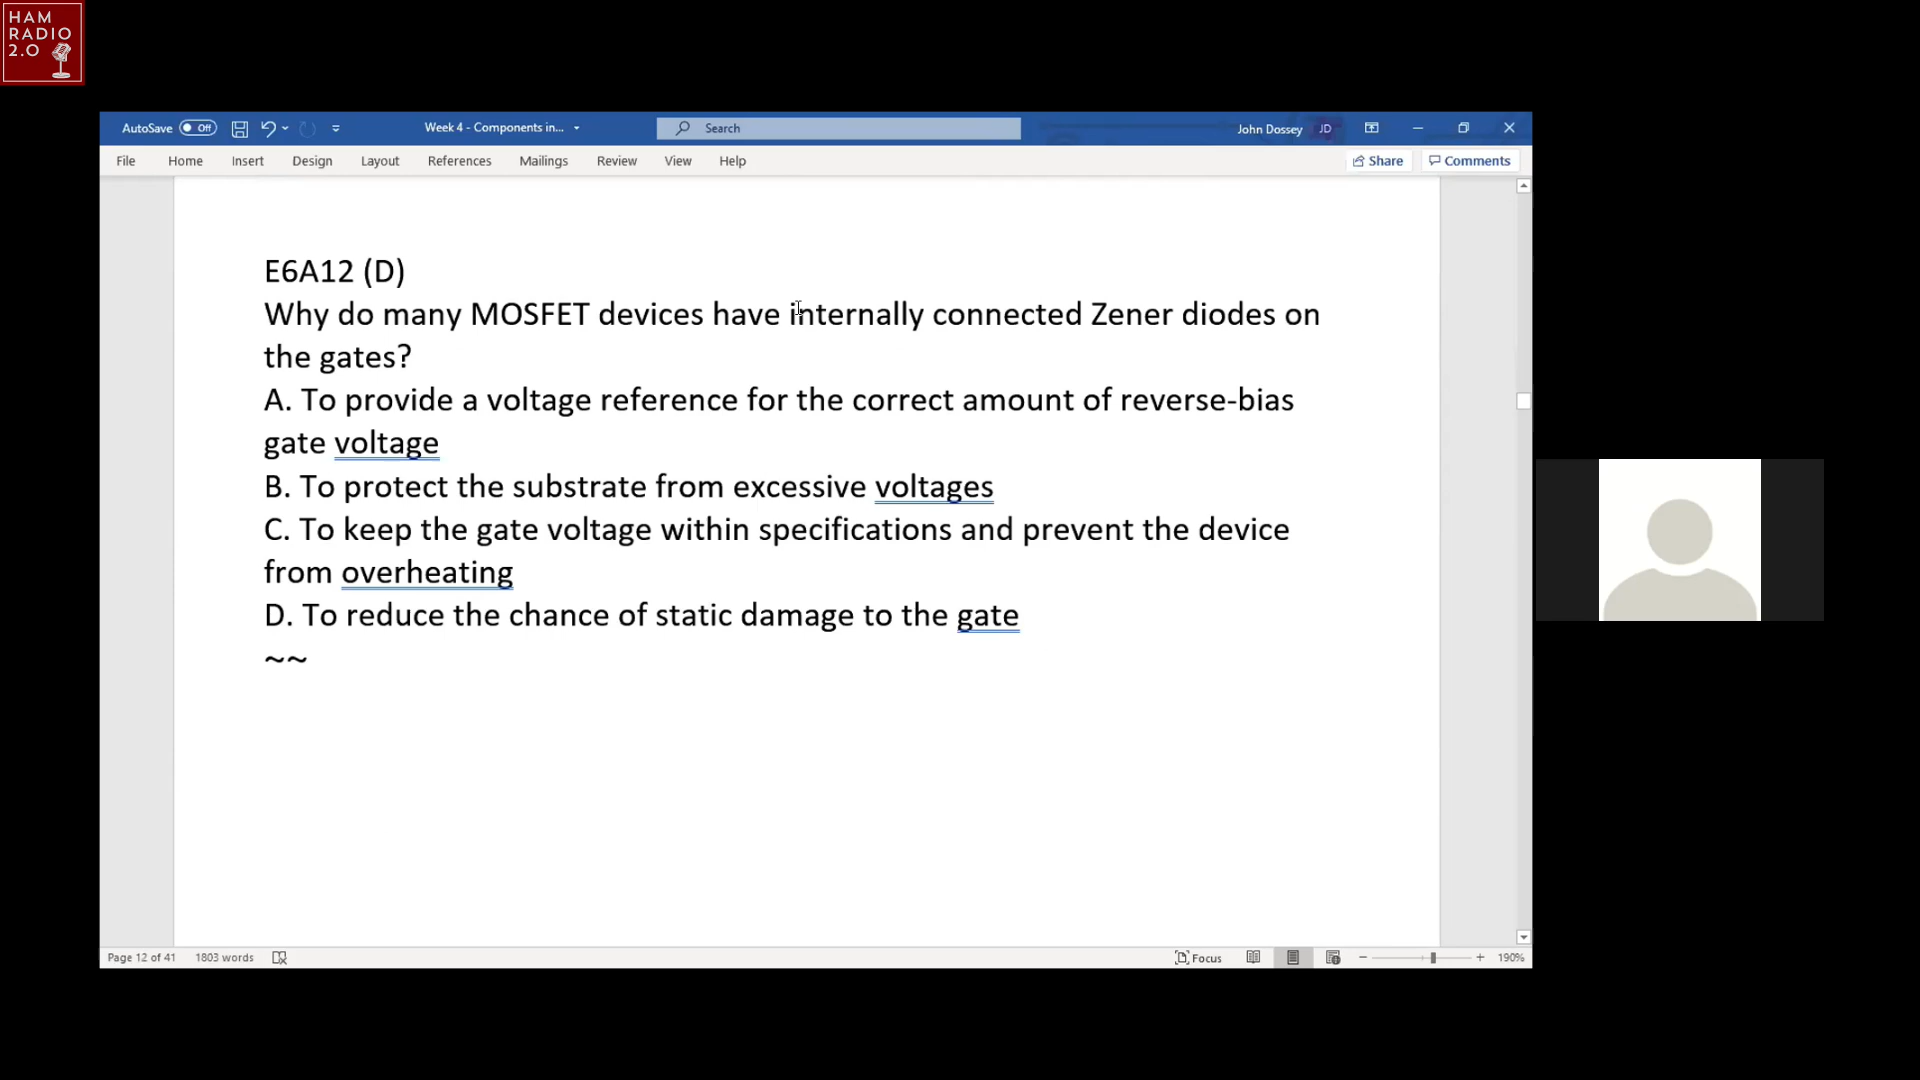 HAM
RADIO
2.0
AutoSave Off Week 4 - Components in... Search John Dossey JD
File Home Insert Design Layout References Mailings Review View Help Share Comments
E6A12 (D)
Why do many MOSFET devices have internally connected Zener diodes on
the gates?
A. To provide a voltage reference for the correct amount of reverse-bias
gate voltage
B. To protect the substrate from excessive voltages
C. To keep the gate voltage within specifications and prevent the device
from overheating
D. To reduce the chance of static damage to the gate
~~
Page 12 of 41 1803 words Focus 190%